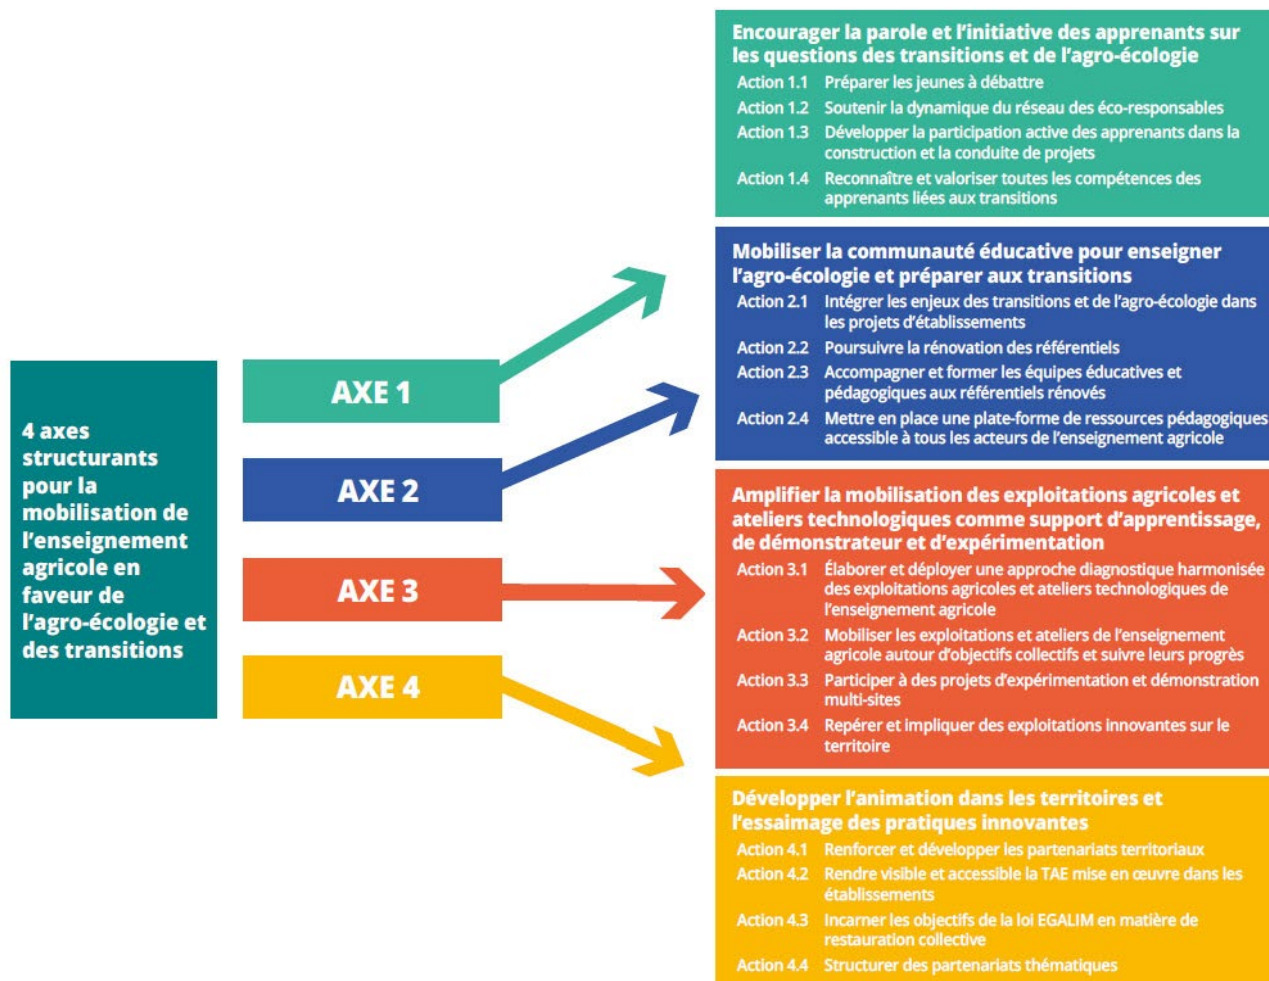 4 axes
structurants
pour la
mobilisation de
l'enseignement
agricole en
faveur de
l'agro-écologie et
des transitions
AXE 1
AXE 2
AXE 3
AXE 4
Encourager la parole et l'initiative des apprenants sur
les questions des transitions et de l'agro-écologie
Action 1.1 Préparer les jeunes à débattre
Action 1.2 Soutenir la dynamique du réseau des éco-responsables
Action 1.3 Développer la participation active des apprenants dans la
construction et la conduite de projets
Action 1.4 Reconnaître et valoriser toutes les compétences des
apprenants liées aux transitions
Mobiliser la communauté éducative pour enseigner
l'agro-écologie et préparer aux transitions
Action 2.1 Intégrer les enjeux des transitions et de l'agro-écologie dans
les projets d'établissements
Action 2.2 Poursuivre la rénovation des référentiels
Action 2.3 Accompagner et former les équipes éducatives et
pédagogiques aux référentiels rénovés
Action 2.4 Mettre en place une plate-forme de ressources pédagogiques
accessible à tous les acteurs de l'enseignement agricole
Amplifier la mobilisation des exploitations agricoles et
ateliers technologiques comme support d'apprentissage,
de démonstrateur et d'expérimentation
Action 3.1 Élaborer et déployer une approche diagnostique harmonisée
des exploitations agricoles et ateliers technologiques de
l'enseignement agricole
Action 3.2 Mobiliser les exploitations et ateliers de l'enseignement
agricole autour d'objectifs collectifs et suivre leurs progrès
Action 3.3 Participer à des projets d'expérimentation et démonstration
multi-sites
Action 3.4 Repérer et impliquer des exploitations innovantes sur le
territoire
Développer l'animation dans les territoires et
l'essaimage des pratiques innovantes
Action 4.1 Renforcer et développer les partenariats territoriaux
Action 4.2 Rendre visible et accessible la TAE mise en œuvre dans les
établissements
Action 4.3 Incarner les objectifs de la loi EGALIM en matière de
restauration collective
Action 4.4 Structurer des partenariats thématiques